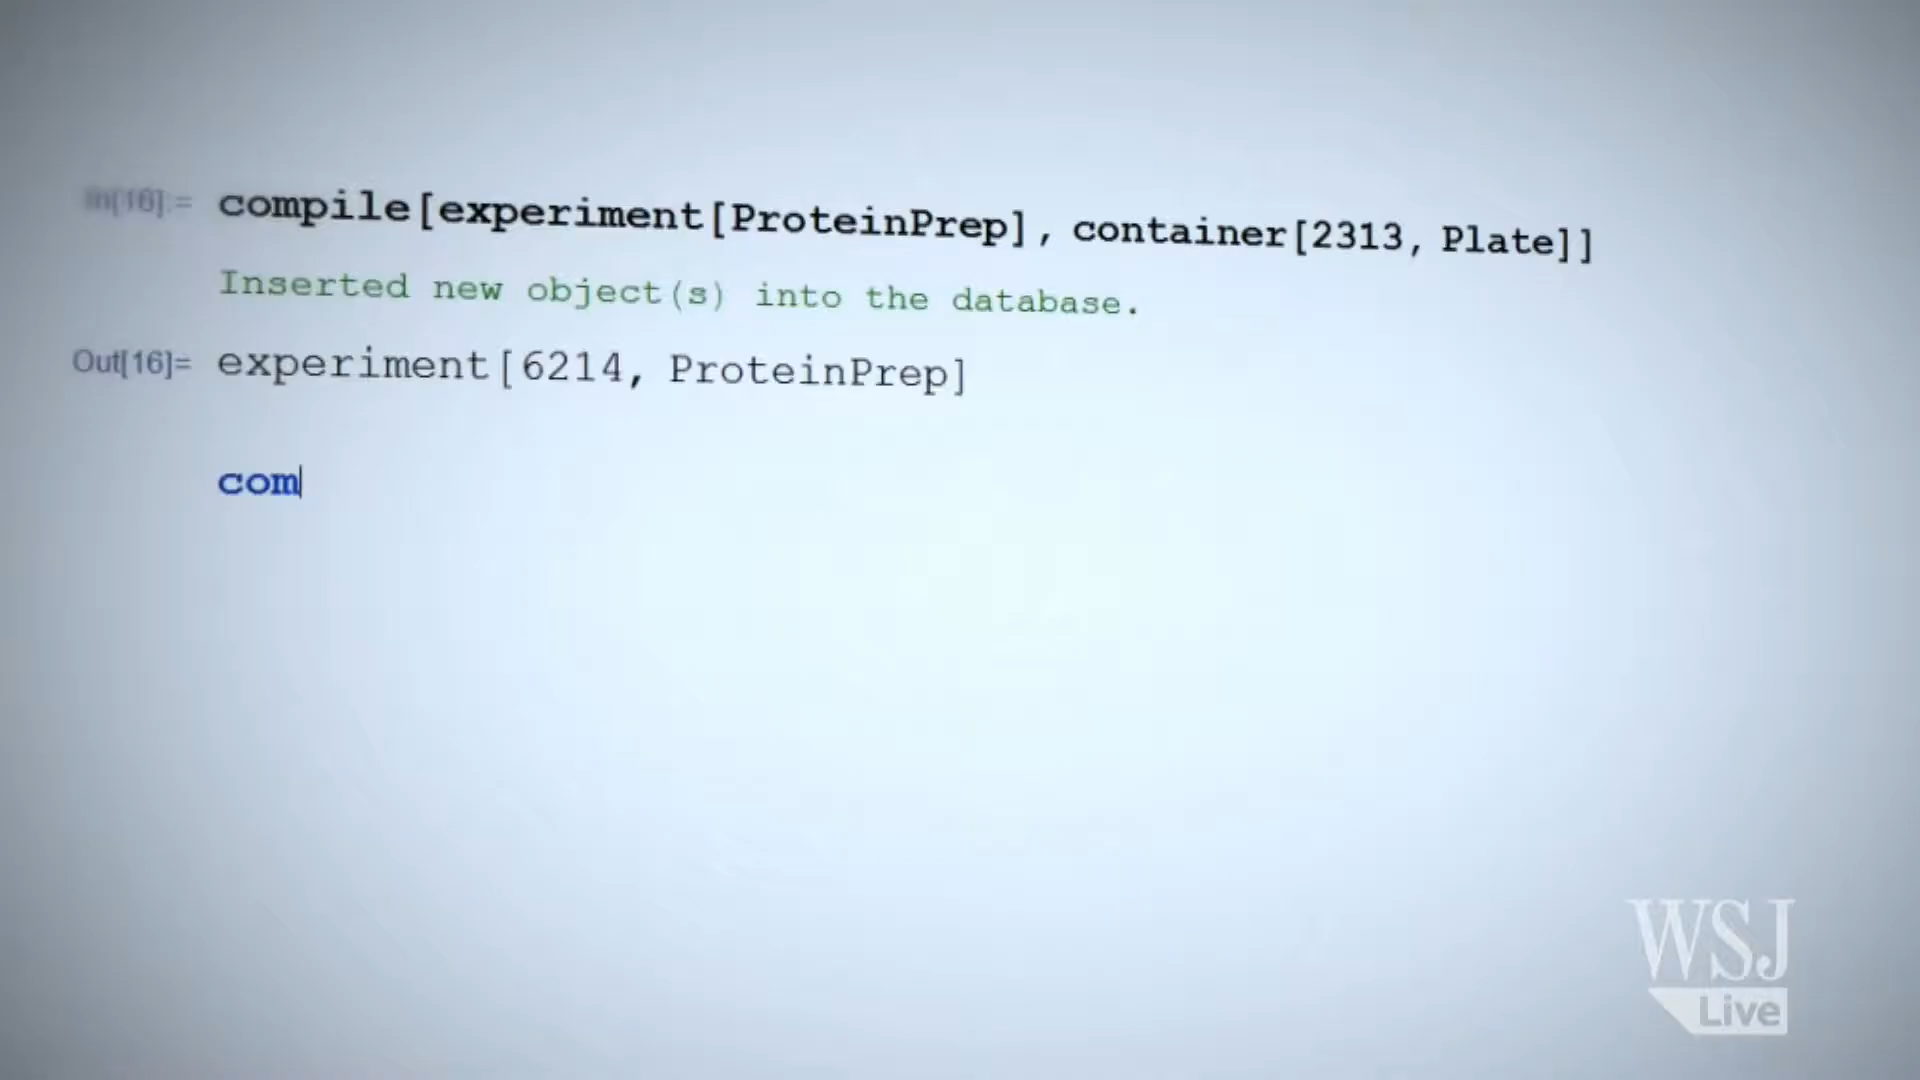 In[16]:= compile[experiment[ProteinPrep], container[2313, Plate]]
Inserted new object(s) into the database.
Out[16]= experiment[6214, ProteinPrep]
com
WSJ
Live